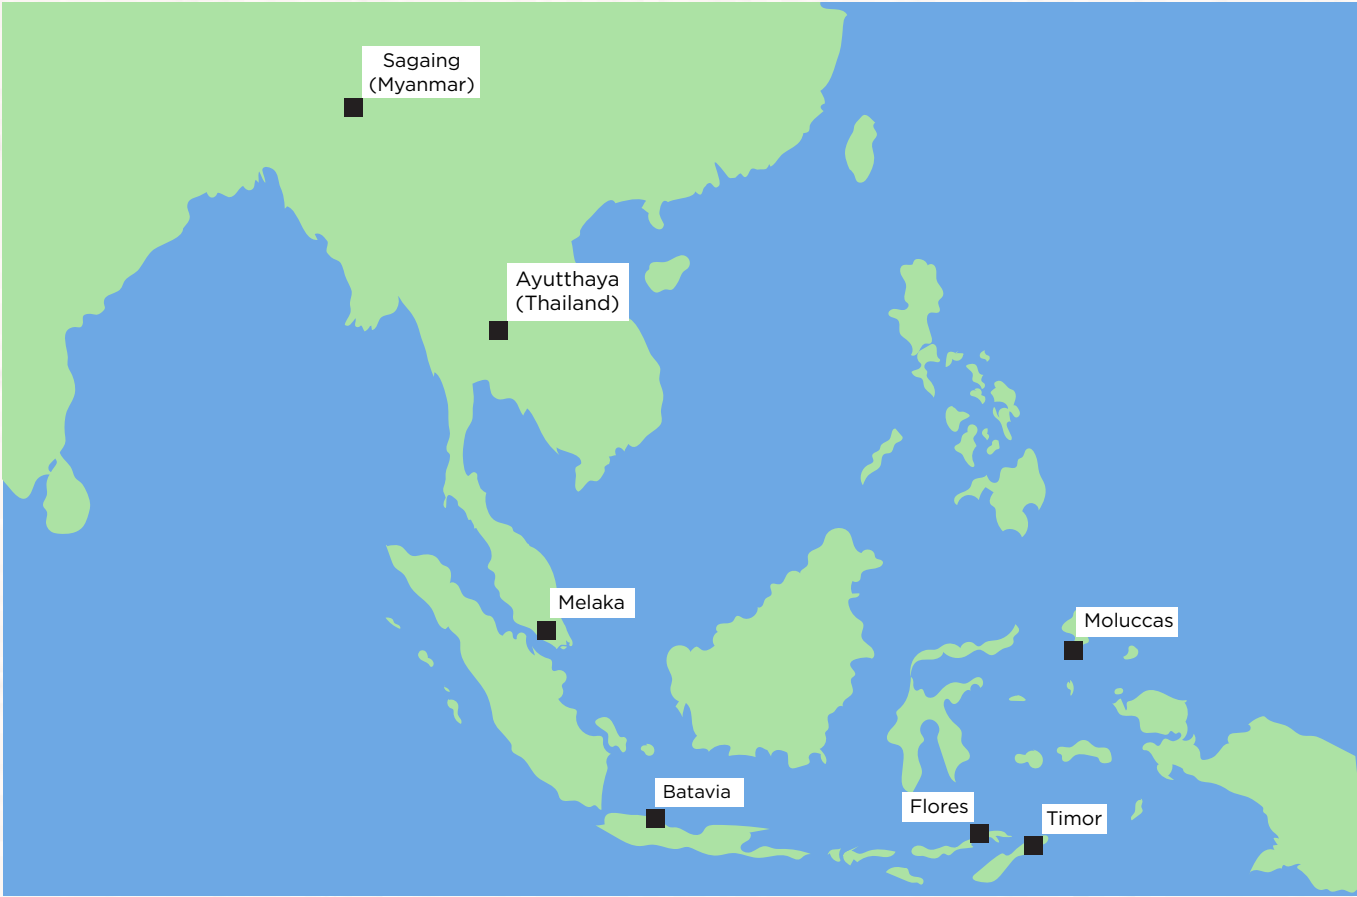 Sagaing
(Myanmar)
Ayutthaya
(Thailand)
Melaka
Moluccas
Batavia
Flores
Timor